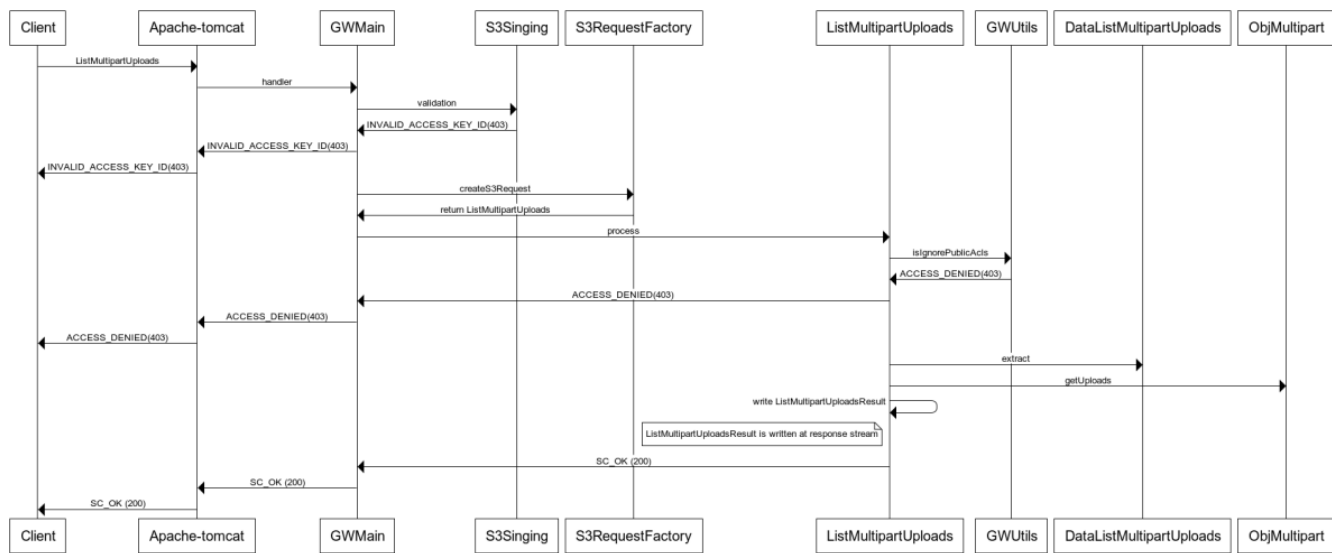 Client Apache-tomcat GWMain S3Singing S3RequestFactory ListMultipartUploads GWUtils DataListMultipartUploads ObjMultipart
ListMultipartUploads
handler
validation
INVALID_ACCESS_KEY_ID(403)
INVALID_ACCESS_KEY_ID(403)
INVALID_ACCESS_KEY_ID(403)
createS3Request
return ListMultipartUploads
process
isIgnorePublicAcls
ACCESS_DENIED(403)
ACCESS_DENIED(403)
ACCESS_DENIED(403)
ACCESS_DENIED(403)
extract
getUploads
write ListMultipartUploadsResult
ListMultipartUploadsResult is written at response stream
SC_OK (200)
SC_OK (200)
SC_OK (200)
Client Apache-tomcat GWMain S3Singing S3RequestFactory ListMultipartUploads GWUtils DataListMultipartUploads ObjMultipart